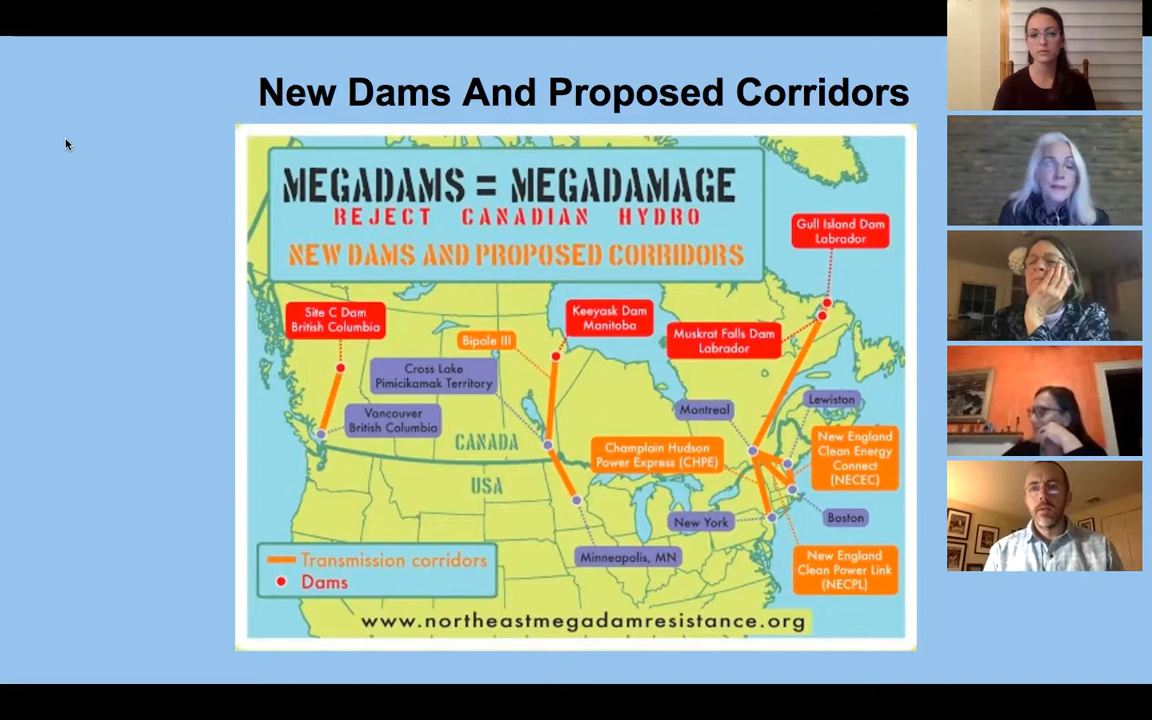 New Dams And Proposed Corridors
MEGADAMS = MEGADAMAGE
REJECT CANADIAN HYDRO
NEW DAMS AND PROPOSED CORRIDORS
Gull Island Dam
Labrador
Site C Dam
British Columbia
Keeyask Dam
Manitoba
Muskrat Falls Dam
Labrador
Bipole III
Cross Lake
Pimicikamak Territory
Vancouver
British Columbia
Montreal
Lewiston
CANADA
USA
Champlain Hudson
Power Express (CHPE)
New England
Clean Energy
Connect
(NECEC)
New York
Boston
Minneapolis, MN
New England
Clean Power Link
(NECPL)
Transmission corridors
Dams
www.northeastmegadamresistance.org